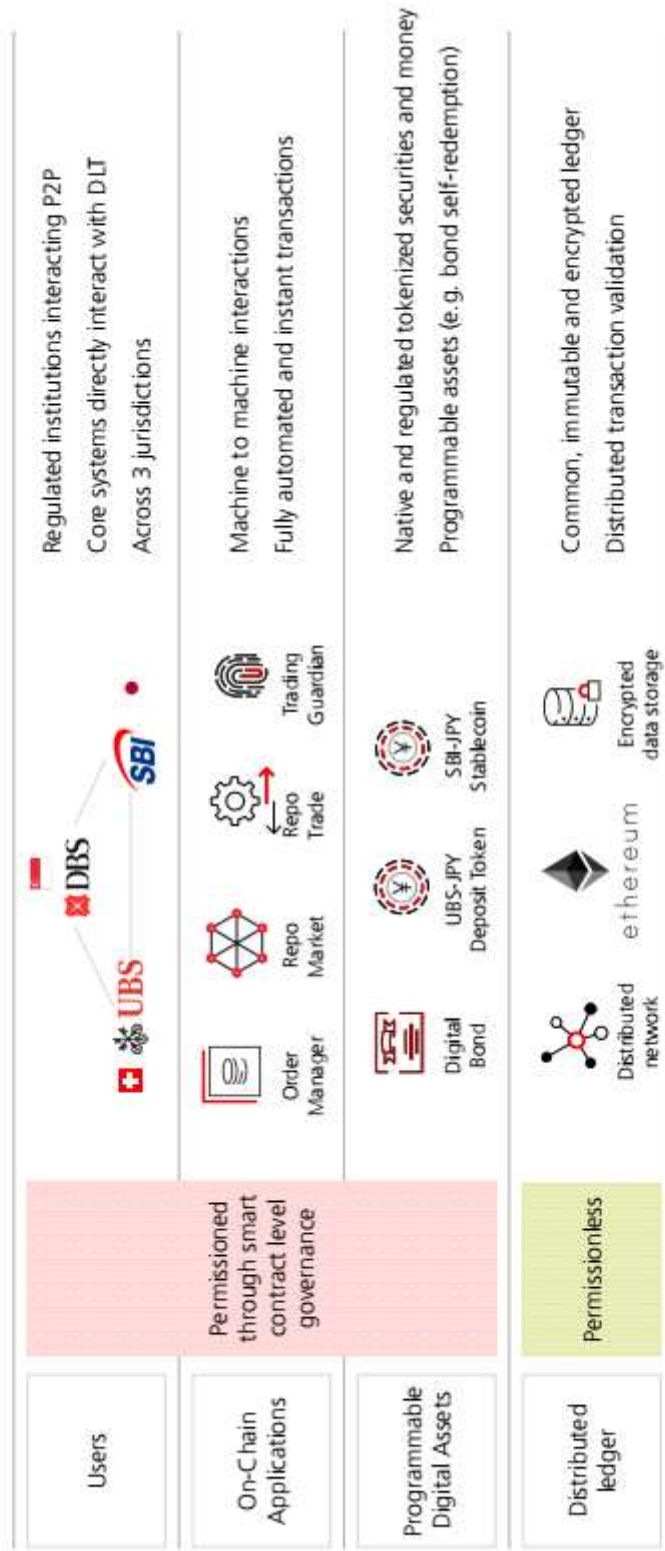 Users
Permissioned
through smart
contract level
governance
UBS
DBS
SBI
Regulated institutions interacting P2P
Core systems directly interact with DLT
Across 3 jurisdictions
On-Chain
Applications
Order
Manager
Repo
Market
Repo
Trade
Trading
Guardian
Machine to machine interactions
Fully automated and instant transactions
Programmable
Digital Assets
Digital
Bond
UBS-JPY
Deposit Token
SBI-JPY
Stablecoin
Native and regulated tokenized securities and money
Programmable assets (e.g. bond self-redemption)
Distributed
ledger
Permissionless
Distributed
network
ethereum
Encrypted
data storage
Common, immutable and encrypted ledger
Distributed transaction validation